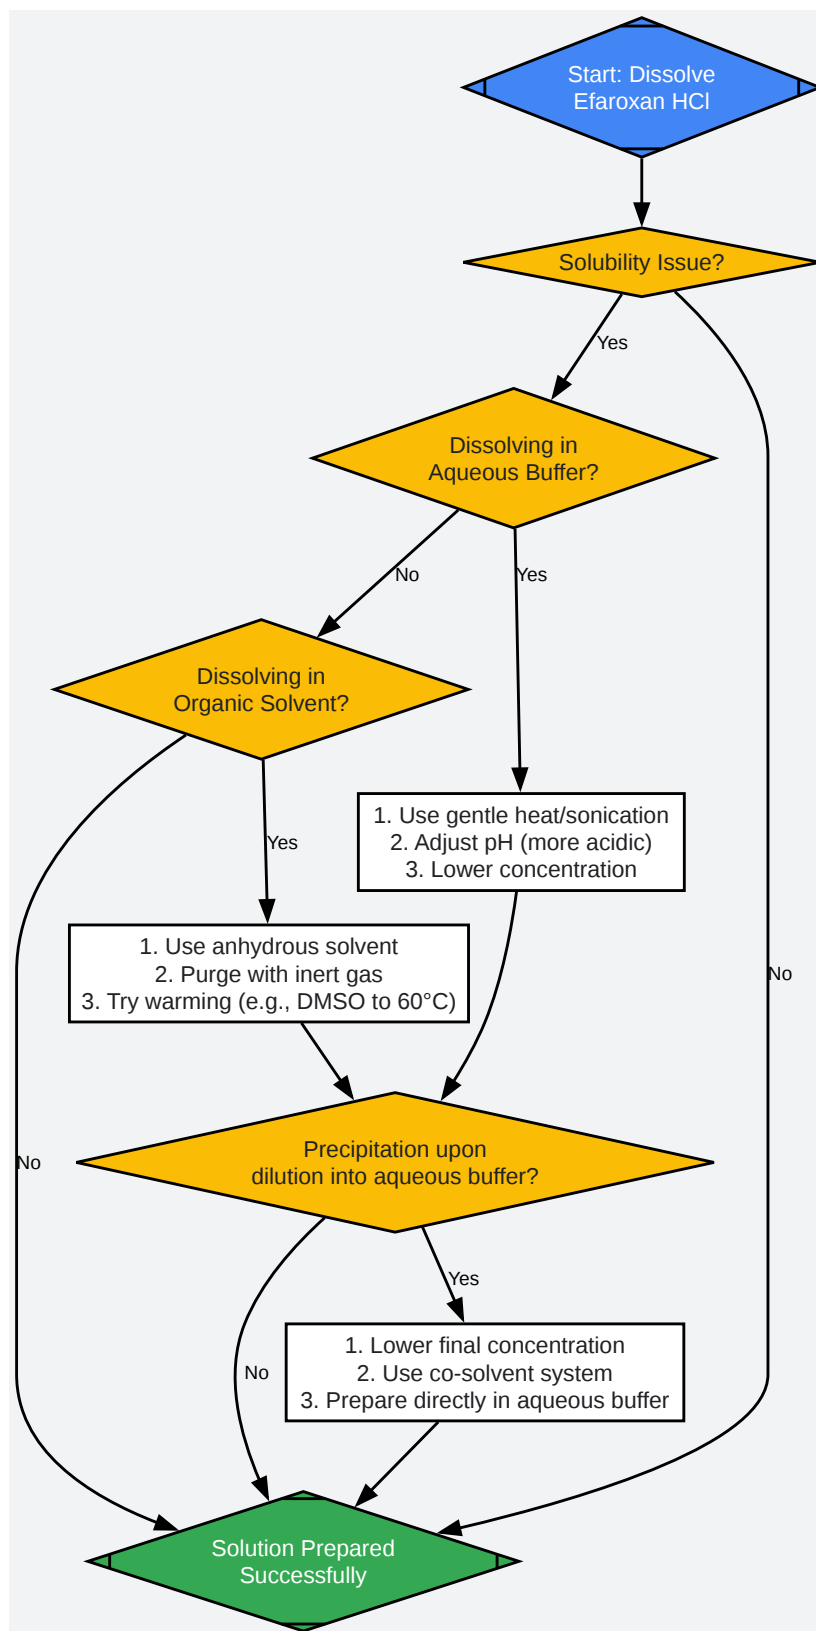 Start: Dissolve
Efaroxan HCl
Solubility Issue?
Yes
Dissolving in
Aqueous Buffer?
No
Yes
Dissolving in
Organic Solvent?
1. Use gentle heat/sonication
2. Adjust pH (more acidic)
3. Lower concentration
Yes
1. Use anhydrous solvent
2. Purge with inert gas
3. Try warming (e.g., DMSO to 60°C)
No
No
Precipitation upon
dilution into aqueous buffer?
Yes
No
1. Lower final concentration
2. Use co-solvent system
3. Prepare directly in aqueous buffer
Solution Prepared
Successfully